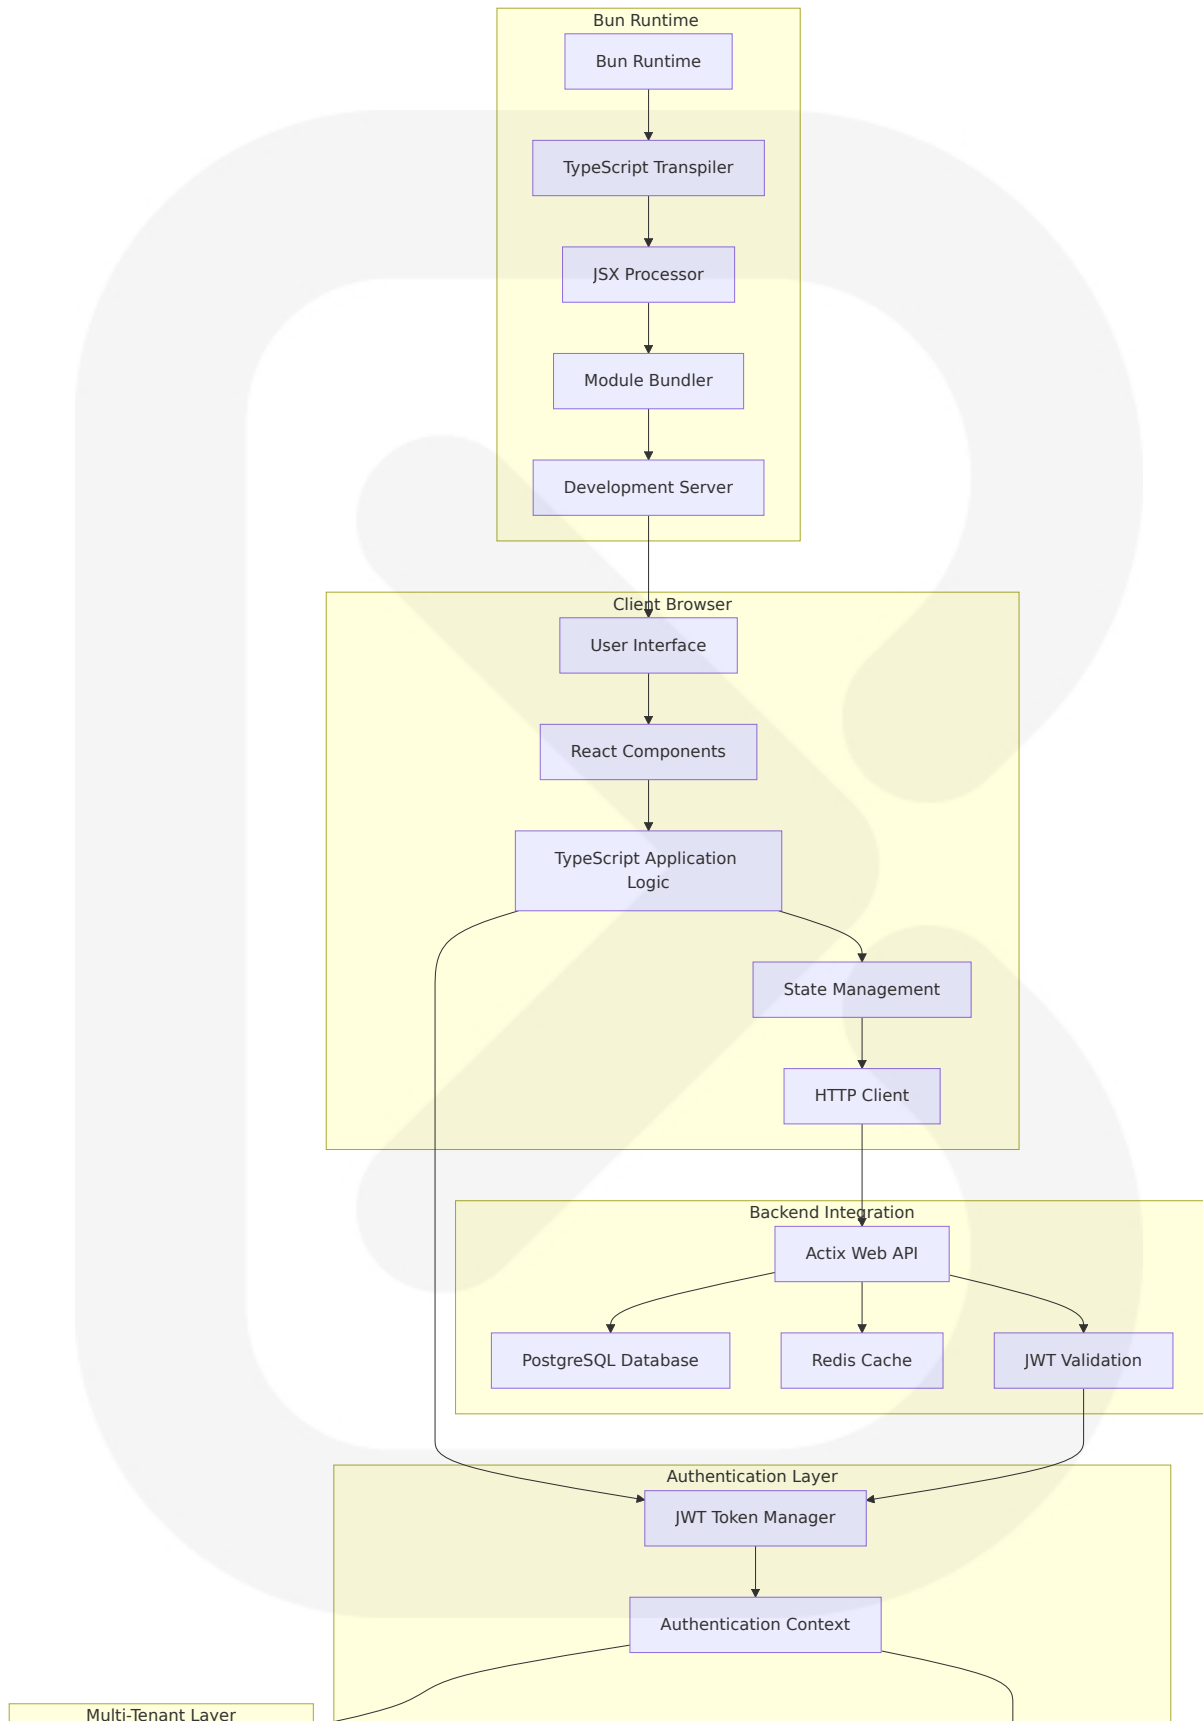 Bun Runtime
Bun Runtime
TypeScript Transpiler
JSX Processor
Module Bundler
Development Server
Client Browser
User Interface
React Components
TypeScript Application
Logic
State Management
HTTP Client
Backend Integration
Actix Web API
PostgreSQL Database
Redis Cache
JWT Validation
Authentication Layer
JWT Token Manager
Authentication Context
Multi-Tenant Layer